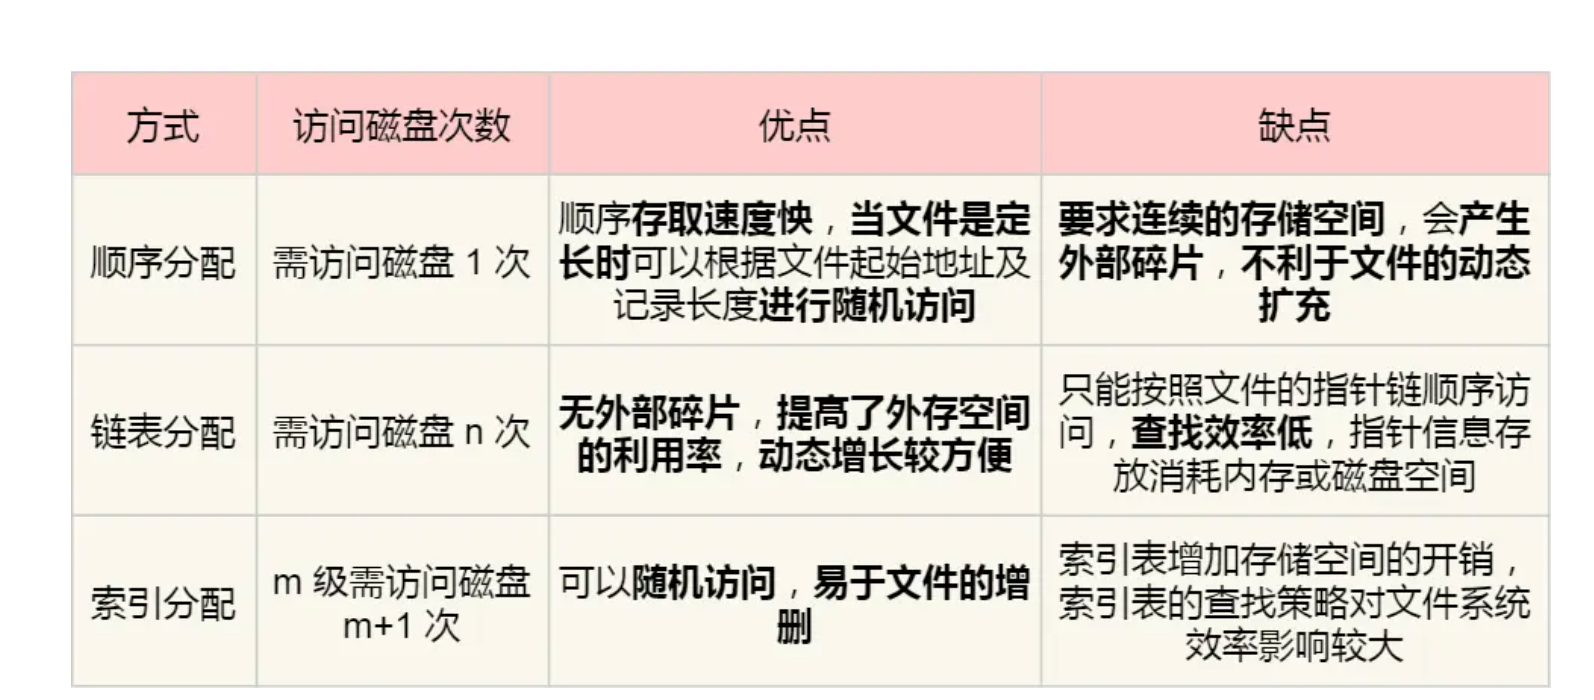 方式
访问磁盘次数
优点
缺点
顺序分配
需访问磁盘 1 次
顺序存取速度快，当文件是定
长时可以根据文件起始地址及
记录长度进行随机访问
要求连续的存储空间，会产生
外部碎片，不利于文件的动态
扩充
链表分配
需访问磁盘 n 次
无外部碎片，提高了外存空间
的利用率，动态增长较方便
只能按照文件的指针链顺序访
问，查找效率低，指针信息存
放消耗内存或磁盘空间
索引分配
m 级需访问磁盘
m+1 次
可以随机访问，易于文件的增
删
索引表增加存储空间的开销，
索引表的查找策略对文件系统
效率影响较大